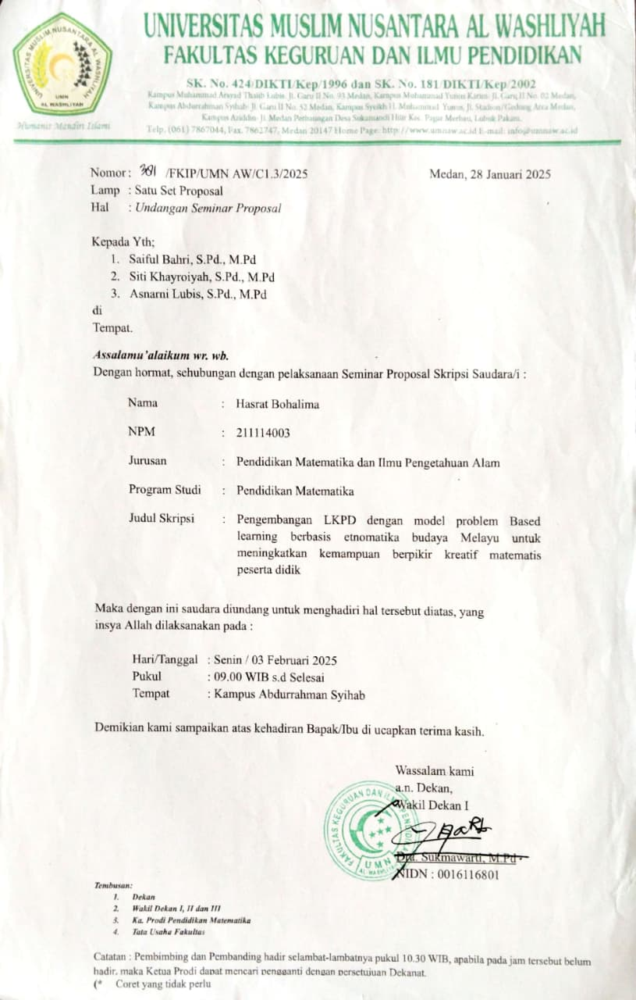 UNIVERSITAS MUSLIM NUSANTARA AL WASHLIYAH
FAKULTAS KEGURUAN DAN ILMU PENDIDIKAN
SK. No. 424/DIKTI/Kep/1996 dan SK. No. 181/DIKTI/Kep/2002
Kampus Muhammad Arsyad Thalib Lubis, Jl. Garu II No. 93 Medan, Kampus Muhammad Yunus Karim, Jl. Garu II No. 02 Medan,
Kampus Abdurrahman Syihab Jl. Garu II No. 52 Medan, Kampus Syeikh H. Muhammad Yunus, Jl. Stadion/Gedung Arca Medan,
Kampus Aziddin Jl. Medan Perbaungan Desa Sukamandi Hilir Kec. Pagar Merbau, Lubuk Pakam.
Telp. (061) 7867044, Fax. 7862747, Medan 20147 Home Page: http://www.umnaw.ac.id E-mail: info@umnaw.ac.id
UNIVERSITAS MUSLIM NUSANTARA AL WASHLIYAH
UMN
AL WASHLIYAH
Humanis Mandiri Islami
Nomor : 381 /FKIP/UMN AW/C1.3/2025 Medan, 28 Januari 2025
Lamp : Satu Set Proposal
Hal : Undangan Seminar Proposal
Kepada Yth;
1. Saiful Bahri, S.Pd., M.Pd
2. Siti Khayroiyah, S.Pd., M.Pd
3. Asnarni Lubis, S.Pd., M.Pd
di
Tempat.
Assalamu'alaikum wr. wb.
Dengan hormat, sehubungan dengan pelaksanaan Seminar Proposal Skripsi Saudara/i :
Nama : Hasrat Bohalima
NPM : 211114003
Jurusan : Pendidikan Matematika dan Ilmu Pengetahuan Alam
Program Studi : Pendidikan Matematika
Judul Skripsi : Pengembangan LKPD dengan model problem Based
learning berbasis etnomatika budaya Melayu untuk
meningkatkan kemampuan berpikir kreatif matematis
peserta didik
Maka dengan ini saudara diundang untuk menghadiri hal tersebut diatas, yang
insya Allah dilaksanakan pada :
Hari/Tanggal : Senin / 03 Februari 2025
Pukul : 09.00 WIB s.d Selesai
Tempat : Kampus Abdurrahman Syihab
Demikian kami sampaikan atas kehadiran Bapak/Ibu di ucapkan terima kasih.
Wassalam kami
a.n. Dekan,
Wakil Dekan I
FAKULTAS KEGURUAN DAN ILMU PENDIDIKAN
UMN
AL-WASHLIYAH
Dra. Sukmawarti, M.Pd
NIDN : 0016116801
Tembusan:
1. Dekan
2. Wakil Dekan I, II dan III
3. Ka. Prodi Pendidikan Matematika
4. Tata Usaha Fakultas
Catatan : Pembimbing dan Pembanding hadir selambat-lambatnya pukul 10.30 WIB, apabila pada jam tersebut belum
hadir, maka Ketua Prodi dapat mencari pengganti dengan persetujuan Dekanat.
(* Coret yang tidak perlu